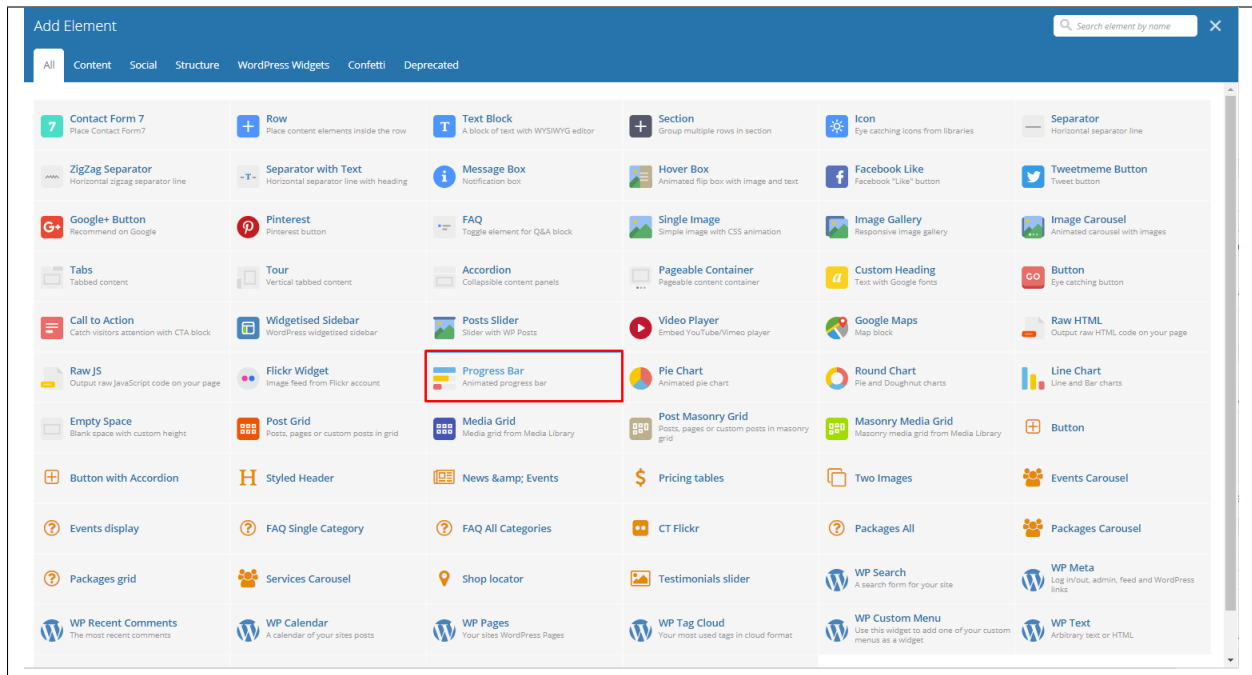 Add Element
Search element by name
All Content Social Structure WordPress Widgets Confetti Deprecated
Contact Form 7
Place Contact Form7
Row
Place content elements inside the row
Text Block
A block of text with WYSIWYG editor
Section
Group multiple rows in section
Icon
Eye catching icons from libraries
Separator
Horizontal separator line
ZigZag Separator
Horizontal zigzag separator line
Separator with Text
Horizontal separator line with heading
Message Box
Notification box
Hover Box
Animated flip box with image and text
Facebook Like
Facebook "Like" button
Tweetmeme Button
Tweet button
Google+ Button
Recommend on Google
Pinterest
Pinterest button
FAQ
Toggle element for Q&A block
Single Image
Simple image with CSS animation
Image Gallery
Responsive image gallery
Image Carousel
Animated carousel with images
Tabs
Tabbed content
Tour
Vertical tabbed content
Accordion
Collapsible content panels
Pageable Container
Pageable content container
Custom Heading
Text with Google fonts
GO
Button
Eye catching button
Call to Action
Catch visitors attention with CTA block
Widgetised Sidebar
WordPress widgetised sidebar
Posts Slider
Slider with WP Posts
Video Player
Embed YouTube/Vimeo player
Google Maps
Map block
Raw HTML
Output raw HTML code on your page
Raw JS
Output raw JavaScript code on your page
Flickr Widget
Image feed from Flickr account
Progress Bar
Animated progress bar
Pie Chart
Animated pie chart
Round Chart
Pie and Doughnut charts
Line Chart
Line and Bar charts
Empty Space
Blank space with custom height
Post Grid
Posts, pages or custom posts in grid
Media Grid
Media grid from Media Library
Post Masonry Grid
Posts, pages or custom posts in masonry
grid
Masonry Media Grid
Masonry media grid from Media Library
Button
Button with Accordion
Styled Header
News &amp; Events
Pricing tables
Two Images
Events Carousel
Events display
FAQ Single Category
FAQ All Categories
CT Flickr
Packages All
Packages Carousel
Packages grid
Services Carousel
Shop locator
Testimonials slider
WP Search
A search form for your site
WP Meta
Log in/out, admin, feed and WordPress
links
WP Recent Comments
The most recent comments
WP Calendar
A calendar of your sites posts
WP Pages
Your sites WordPress Pages
WP Tag Cloud
Your most used tags in cloud format
WP Custom Menu
Use this widget to add one of your custom
menus as a widget
WP Text
Arbitrary text or HTML